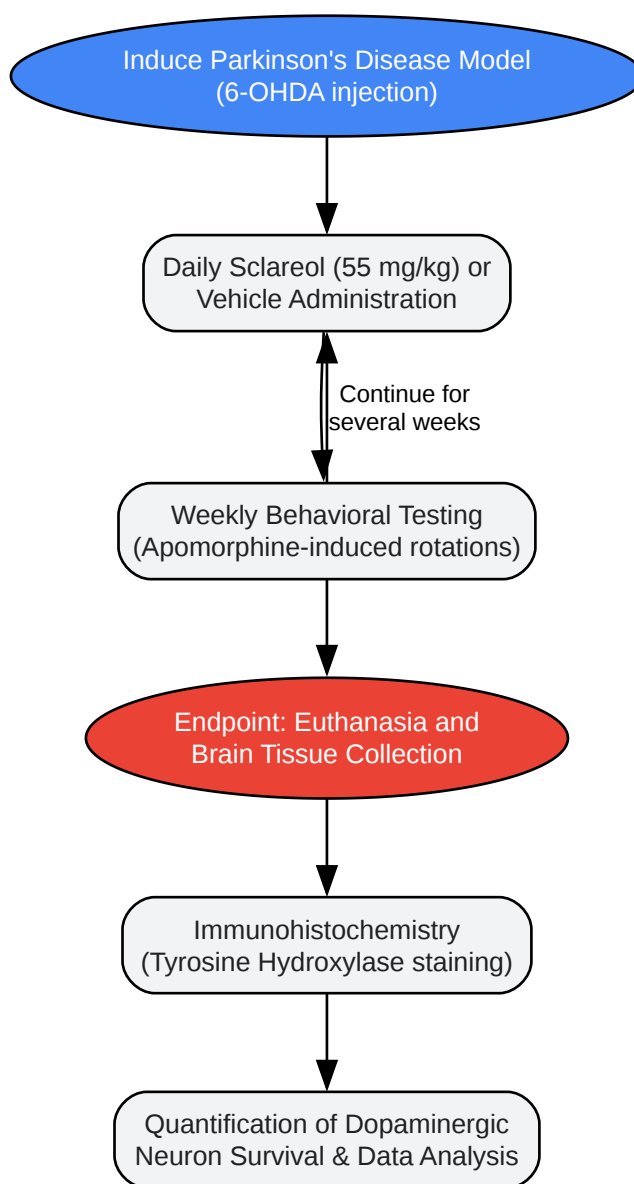 Induce Parkinson's Disease Model
(6-OHDA injection)
Daily Sclareol (55 mg/kg) or
Vehicle Administration
Continue for
several weeks
Weekly Behavioral Testing
(Apomorphine-induced rotations)
Endpoint: Euthanasia and
Brain Tissue Collection
Immunohistochemistry
(Tyrosine Hydroxylase staining)
Quantification of Dopaminergic
Neuron Survival & Data Analysis